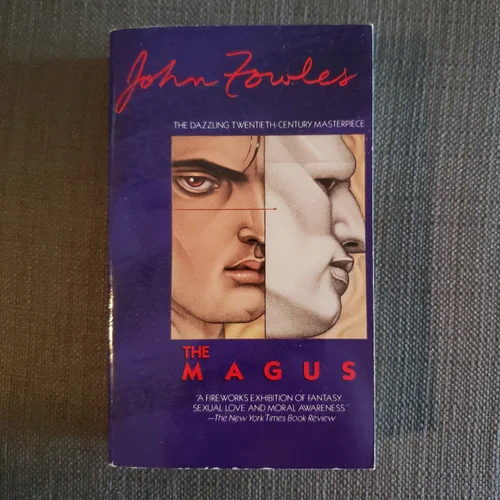 John Fowles
THE DAZZLING TWENTIETH-CENTURY MASTERPIECE
THE
MAGUS
"A FIREWORKS EXHIBITION OF FANTASY,
SEXUAL LOVE AND MORAL AWARENESS."
—The New York Times Book Review